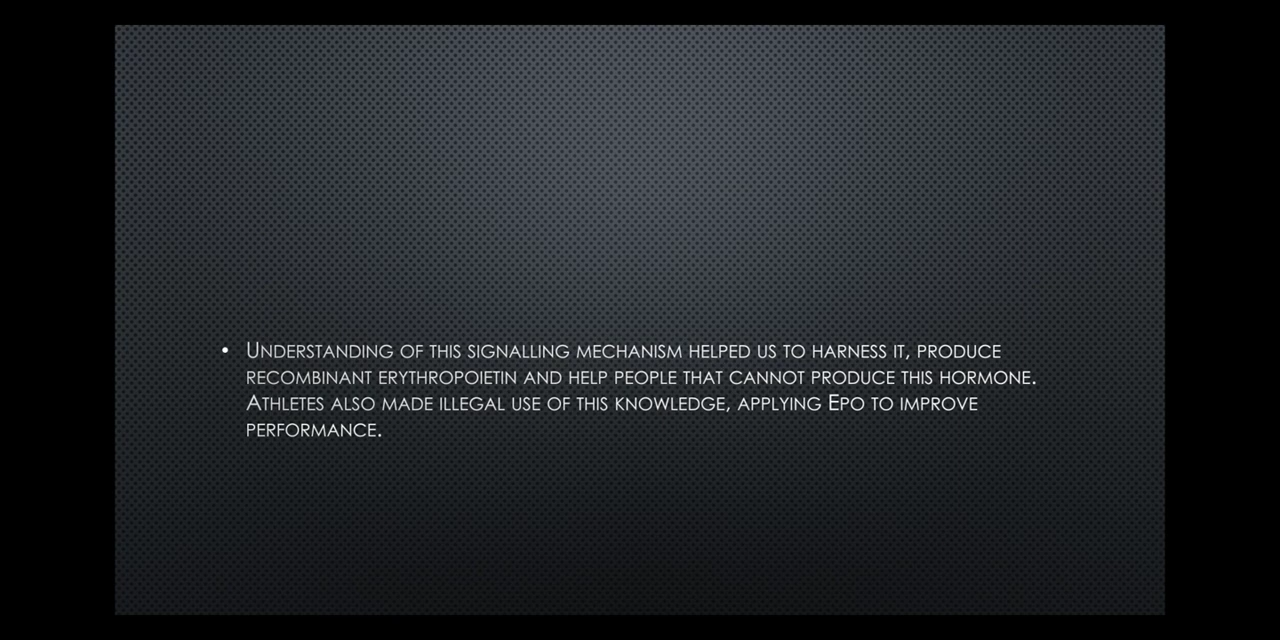 • Understanding of this signalling mechanism helped us to harness it, produce
recombinant erythropoietin and help people that cannot produce this hormone.
Athletes also made illegal use of this knowledge, applying Epo to improve
performance.